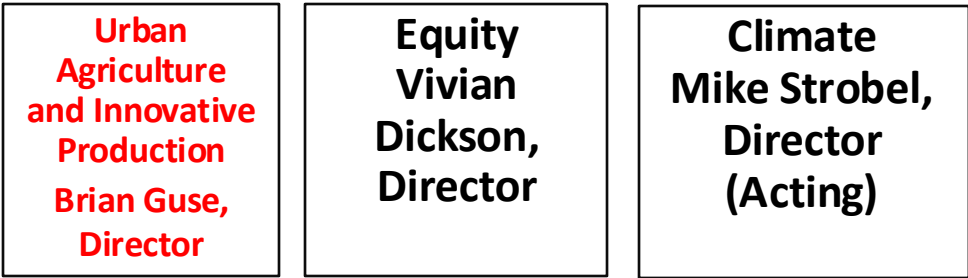 Urban
Agriculture
and Innovative
Production
Brian Guse,
Director
Equity
Vivian
Dickson,
Director
Climate
Mike Strobel,
Director
(Acting)